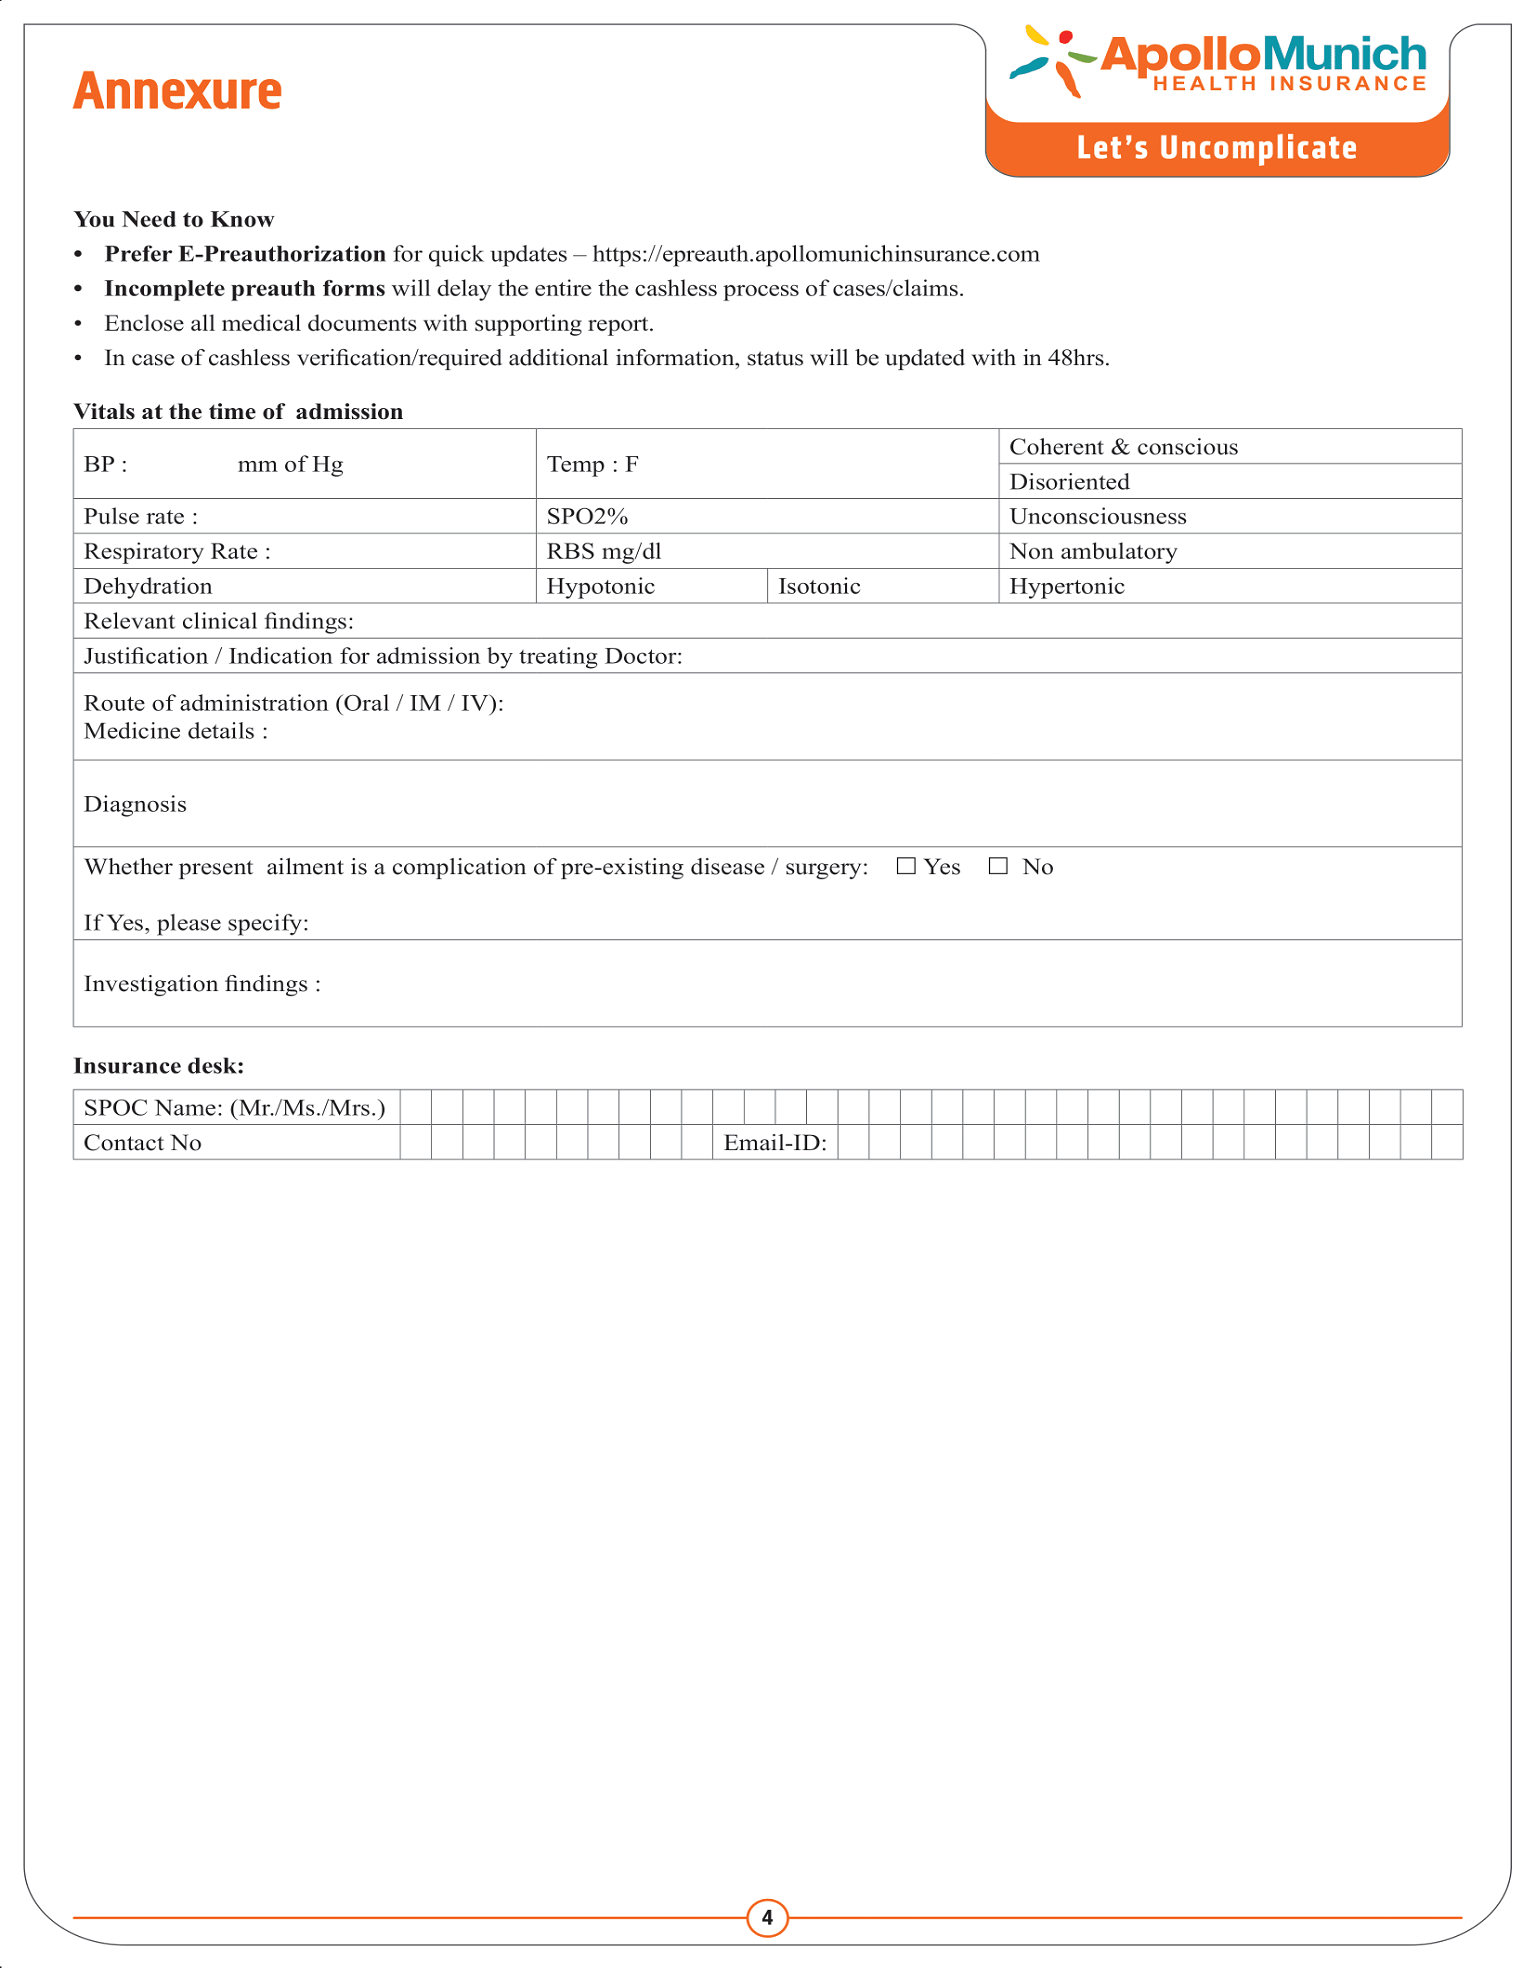 Annexure
ApolloMunich
HEALTH INSURANCE
Let's Uncomplicate
You Need to Know
• Prefer E-Preauthorization for quick updates – https://epreauth.apollomunichinsurance.com
• Incomplete preauth forms will delay the entire the cashless process of cases/claims.
• Enclose all medical documents with supporting report.
• In case of cashless verification/required additional information, status will be updated with in 48hrs.
Vitals at the time of admission
BP : mm of Hg Temp : F Coherent & conscious
Disoriented
Pulse rate : SPO2% Unconsciousness
Respiratory Rate : RBS mg/dl Non ambulatory
Dehydration Hypotonic Isotonic Hypertonic
Relevant clinical findings:
Justification / Indication for admission by treating Doctor:
Route of administration (Oral / IM / IV):
Medicine details :
Diagnosis
Whether present ailment is a complication of pre-existing disease / surgery: ☐ Yes ☐ No
If Yes, please specify:
Investigation findings :
Insurance desk:
SPOC Name: (Mr./Ms./Mrs.)
Contact No Email-ID:
4